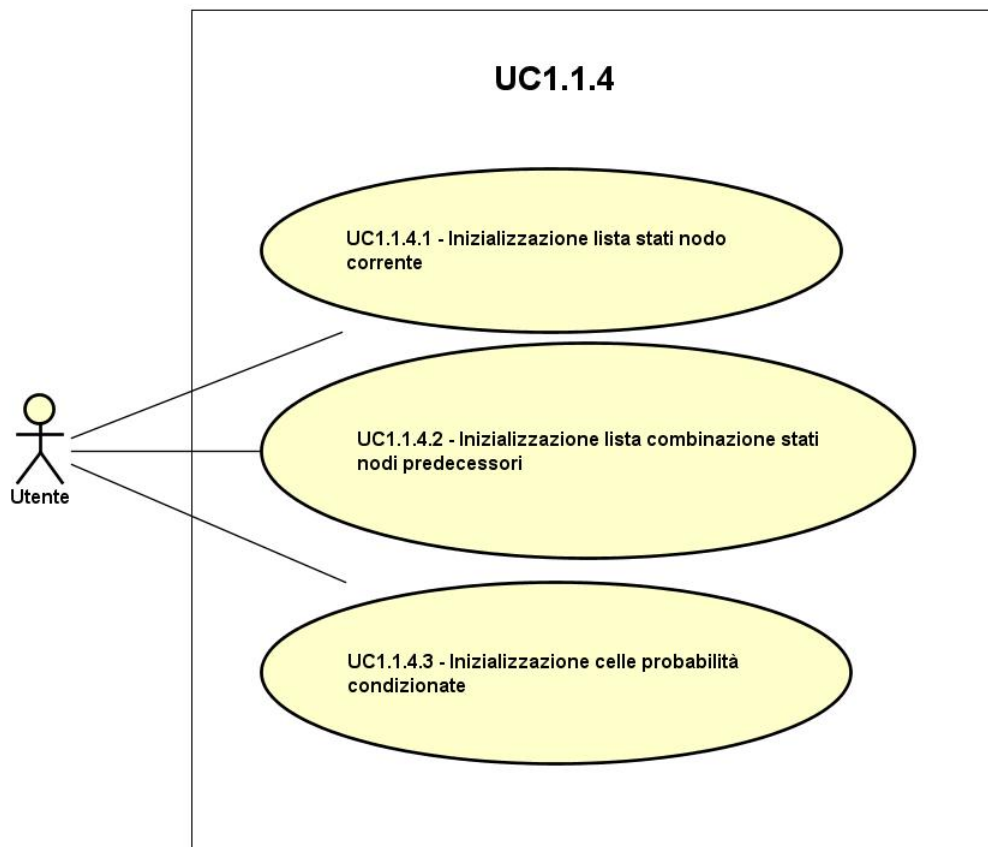 UC1.1.4
UC1.1.4.1 - Inizializzazione lista stati nodo
corrente
UC1.1.4.2 - Inizializzazione lista combinazione stati
nodi predecessori
Utente
UC1.1.4.3 - Inizializzazione celle probabilità
condizionate